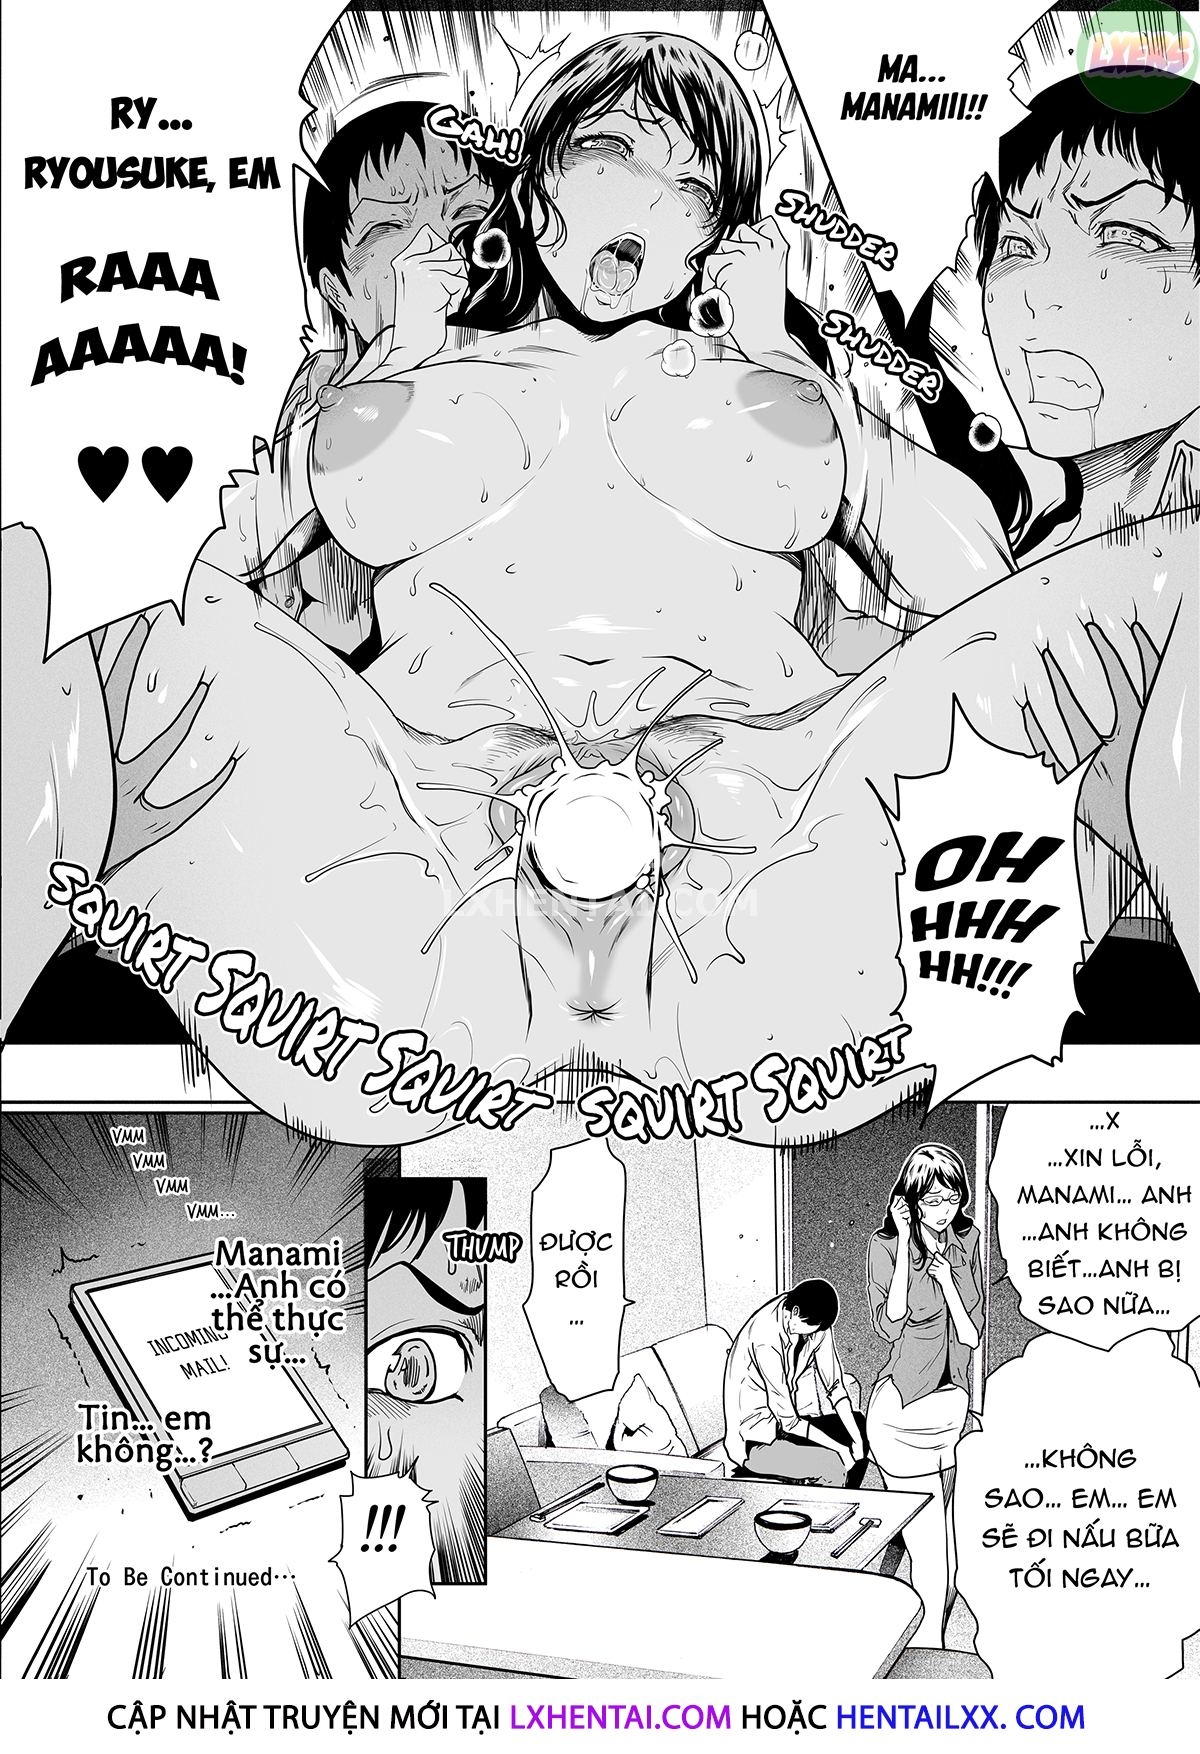 LXERS
MA...
MANAMIII!!
RY...
RYOUSUKE, EM
RAAA
AAAAA!
♥♥
GAH!
SHUDDER
SHUDDER
OH
HHH
HH!!!
LXHENTAI.COM
SQUIRT SQUIRT SQUIRT SQUIRT SQUIRT
...X
...XIN LỖI,
MANAMI... ANH
...ANH KHÔNG
BIẾT...ANH BỊ
SAO NỮA...
...KHÔNG
SAO... EM... EM
SẼ ĐI NẤU BỮA
TỐI NGAY...
ĐƯỢC
RỒI
...
THUMP
!!!
VMM
VMM
VMM
VMM...
Manami
...Anh có
thể thực
sự...
INCOMING
MAIL!
Tin... em
không...?
To Be Continued...
CẬP NHẬT TRUYỆN MỚI TẠI LXHENTAI.COM HOẶC HENTAILXX. COM